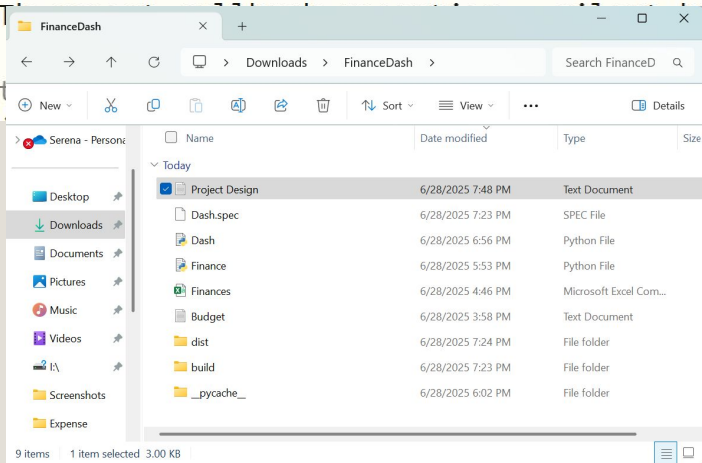 FinanceDash
Downloads > FinanceDash >
Search FinanceD
New
Sort
View
Details
Serena - Persona
Name
Date modified
Type
Size
Today
Desktop
Project Design 6/28/2025 7:48 PM Text Document
Downloads
Dash.spec 6/28/2025 7:23 PM SPEC File
Documents
Dash 6/28/2025 6:56 PM Python File
Pictures
Finance 6/28/2025 5:53 PM Python File
Music
Finances 6/28/2025 4:46 PM Microsoft Excel Com...
Videos
Budget 6/28/2025 3:58 PM Text Document
I:\
dist 6/28/2025 7:24 PM File folder
Screenshots
build 6/28/2025 7:23 PM File folder
Expense
__pycache__ 6/28/2025 6:02 PM File folder
9 items
1 item selected 3.00 KB